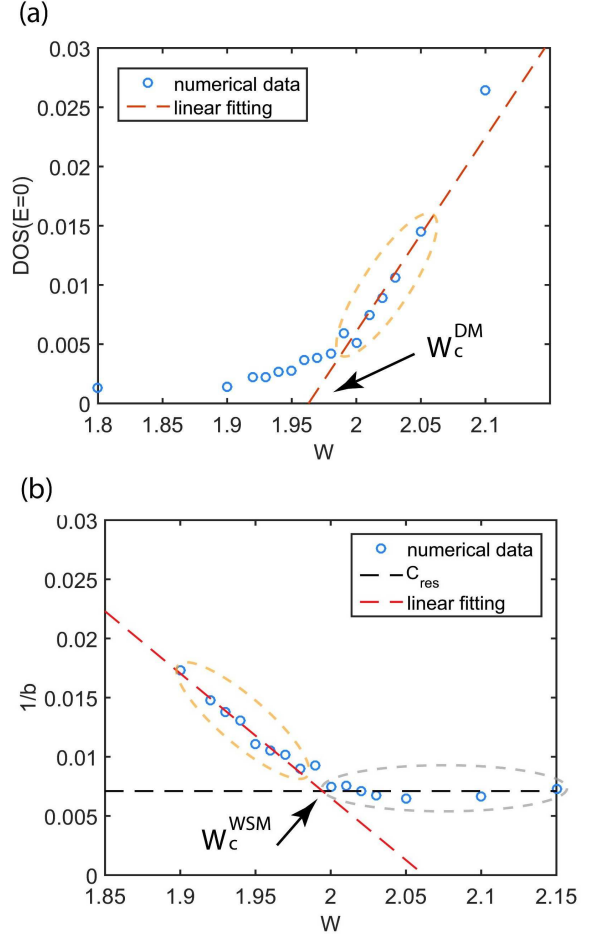 (a)
0.03
0.025
0.02
0.015
0.01
0.005
0
DOS(E=0)
numerical data
linear fitting
W_c^DM
1.8
1.85
1.9
1.95
2
2.05
2.1
W
(b)
0.03
0.025
0.02
0.015
0.01
0.005
0
1/b
numerical data
C_res
linear fitting
W_c^WSM
1.85
1.9
1.95
2
2.05
2.1
2.15
W